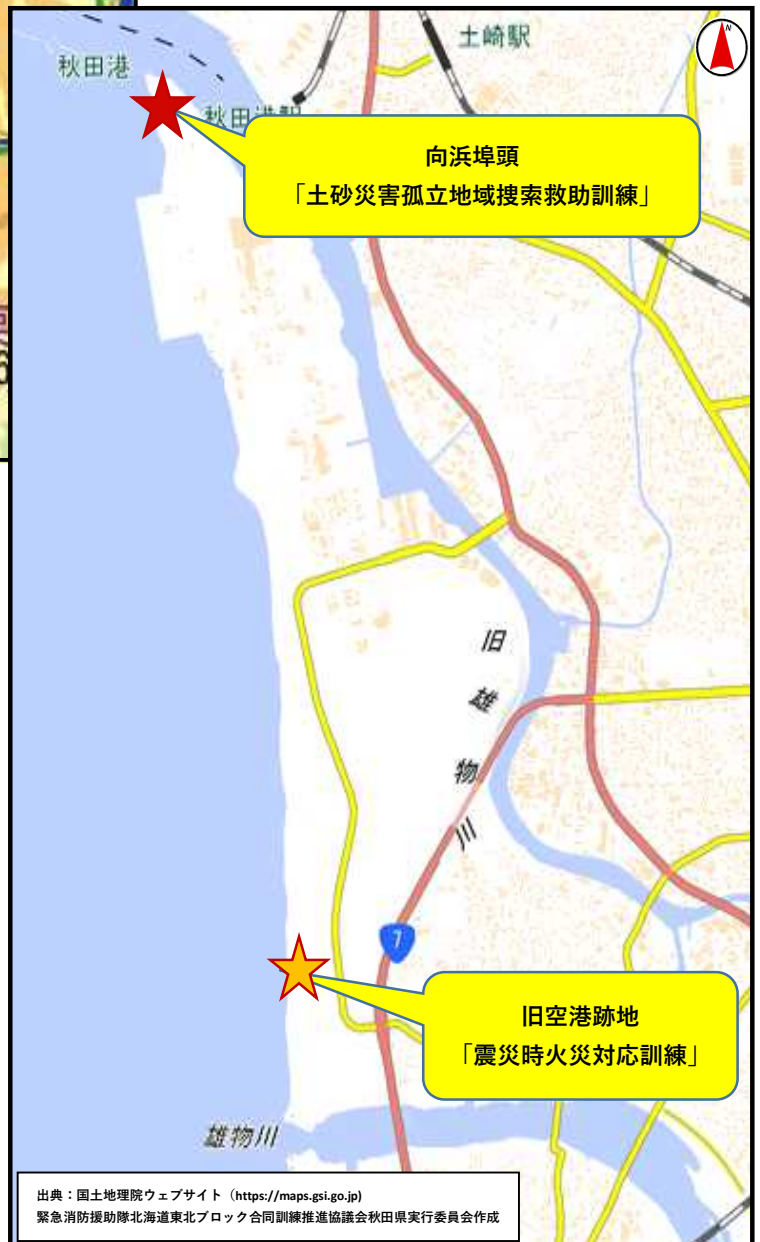 土崎駅
N
秋田港
秋田港駅
向浜埠頭
「土砂災害孤立地域捜索救助訓練」
旧雄物川
7
旧空港跡地
「震災時火災対応訓練」
雄物川
出典：国土地理院ウェブサイト（https://maps.gsi.go.jp)
緊急消防援助隊北海道東北ブロック合同訓練推進協議会秋田県実行委員会作成